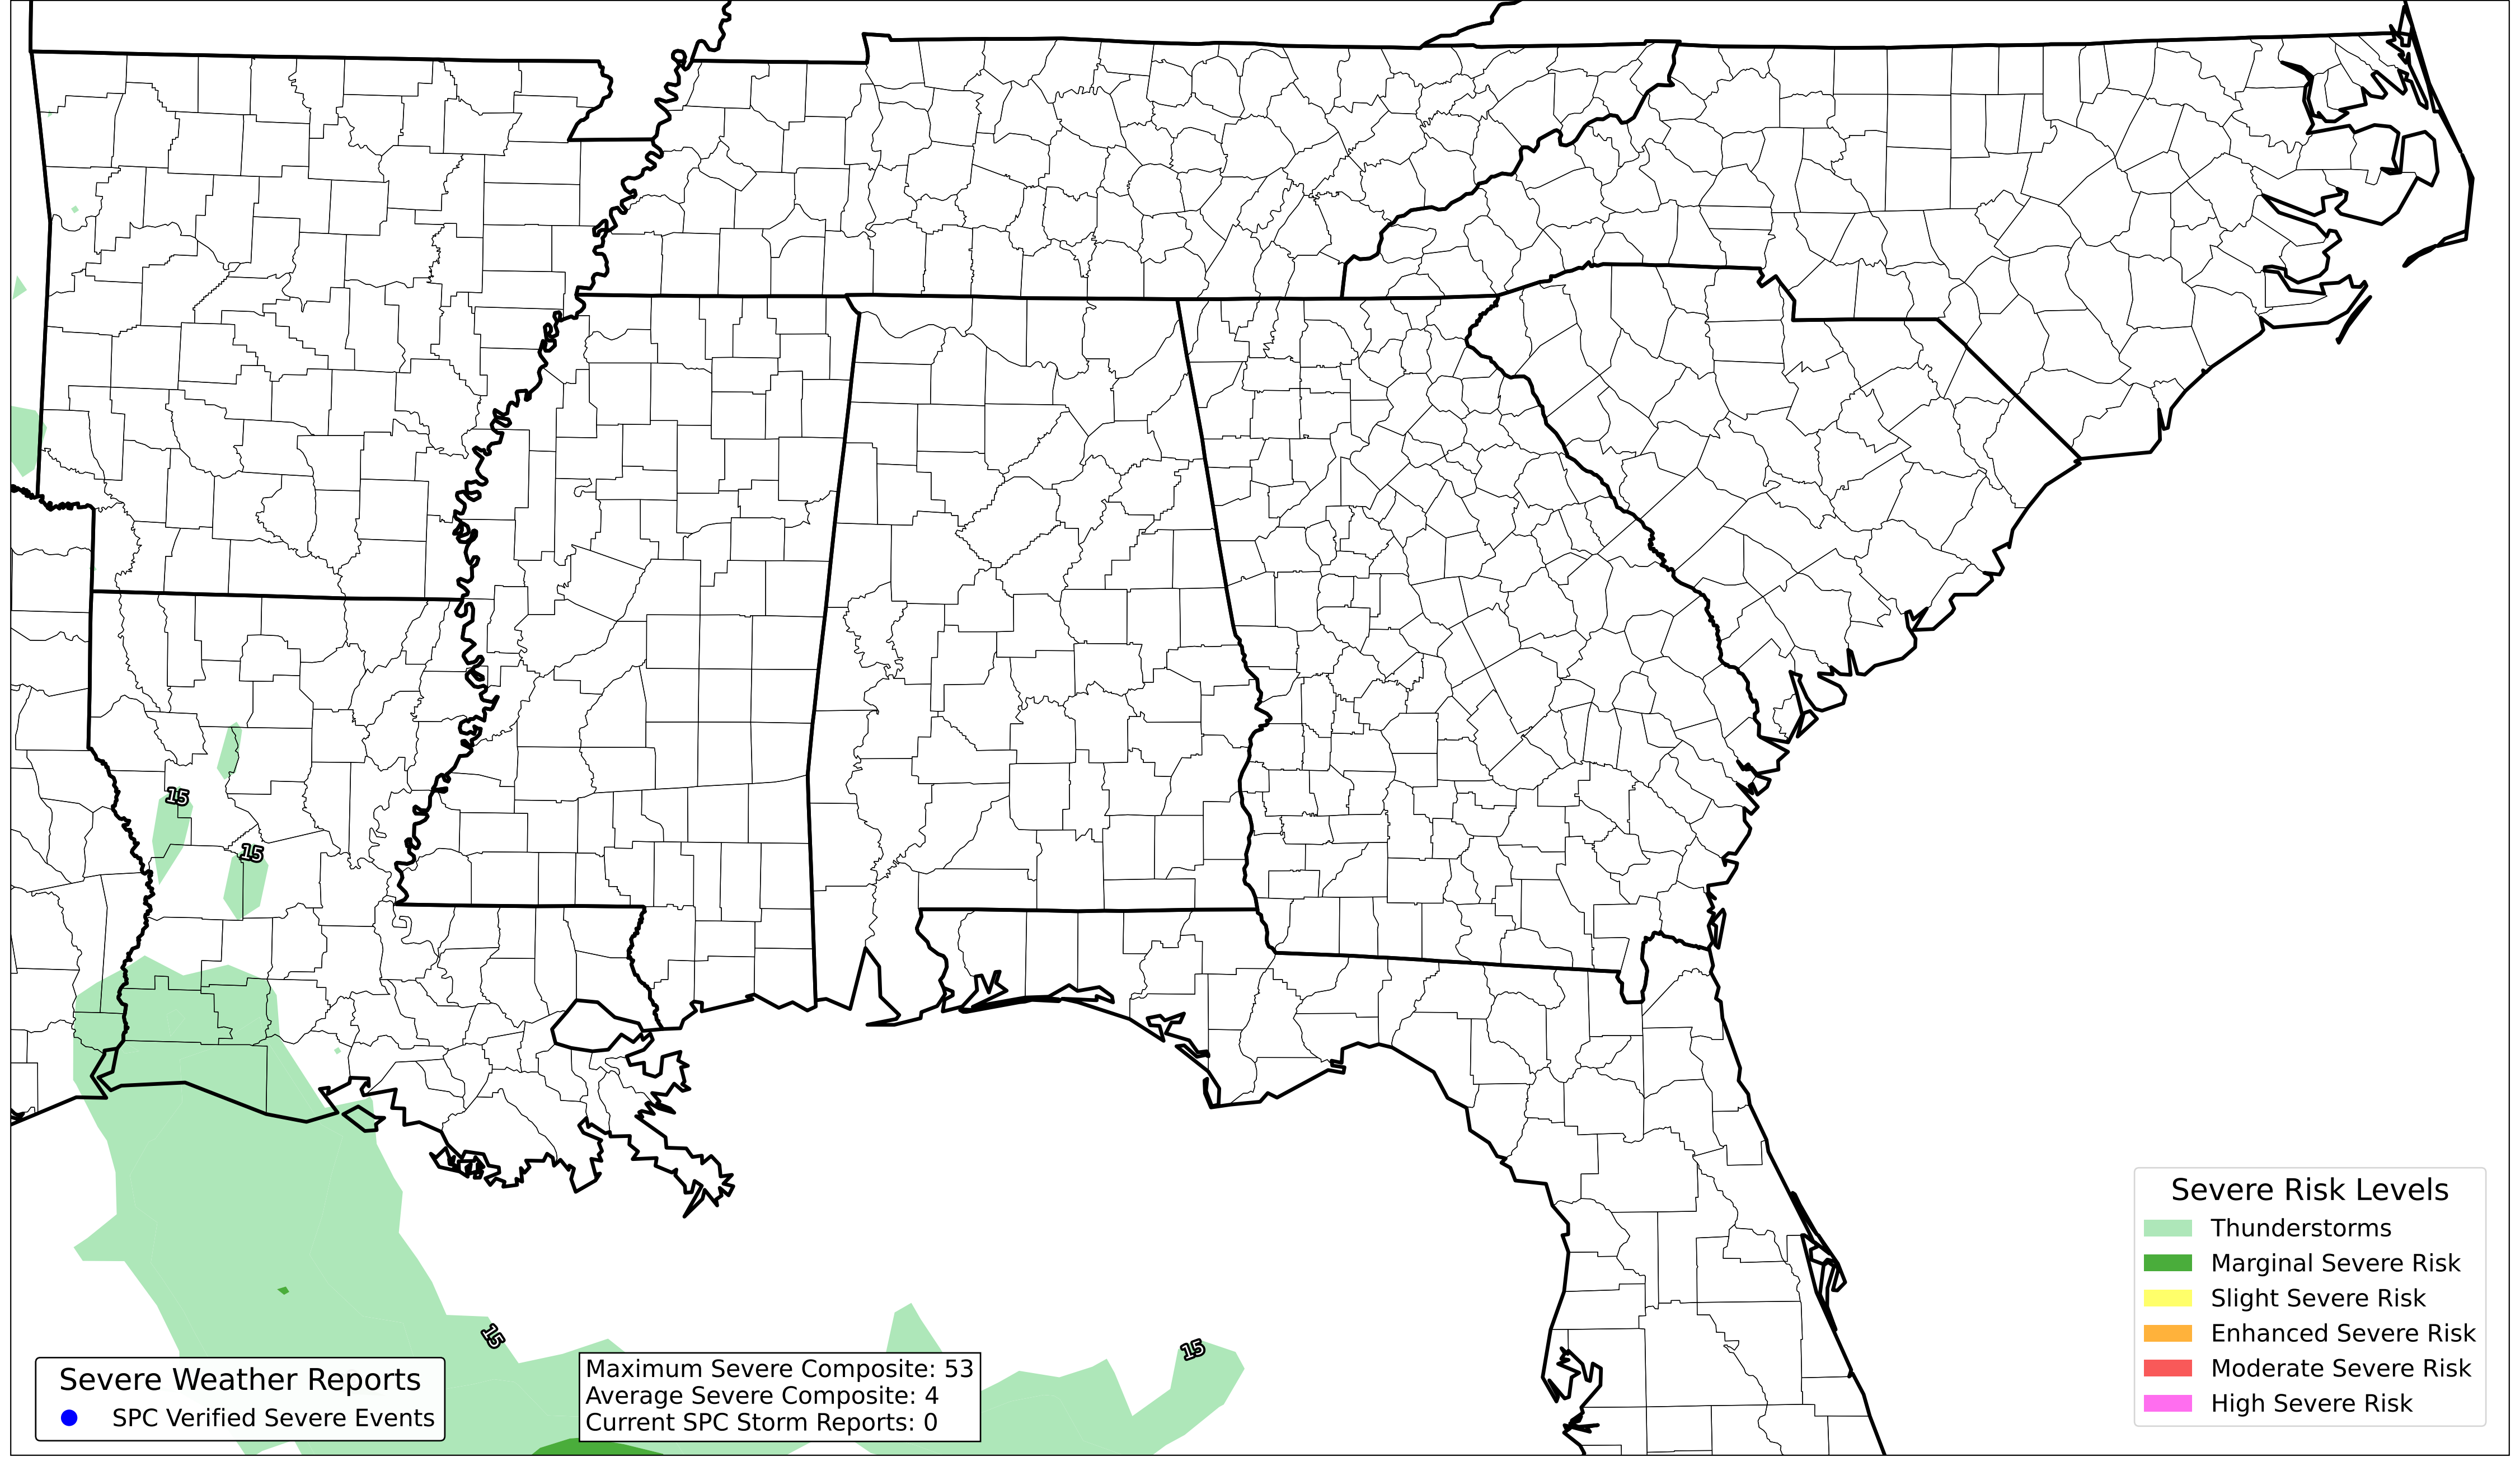 15
15
15
15
Severe Weather Reports
SPC Verified Severe Events
Maximum Severe Composite: 53
Average Severe Composite: 4
Current SPC Storm Reports: 0
Severe Risk Levels
Thunderstorms
Marginal Severe Risk
Slight Severe Risk
Enhanced Severe Risk
Moderate Severe Risk
High Severe Risk